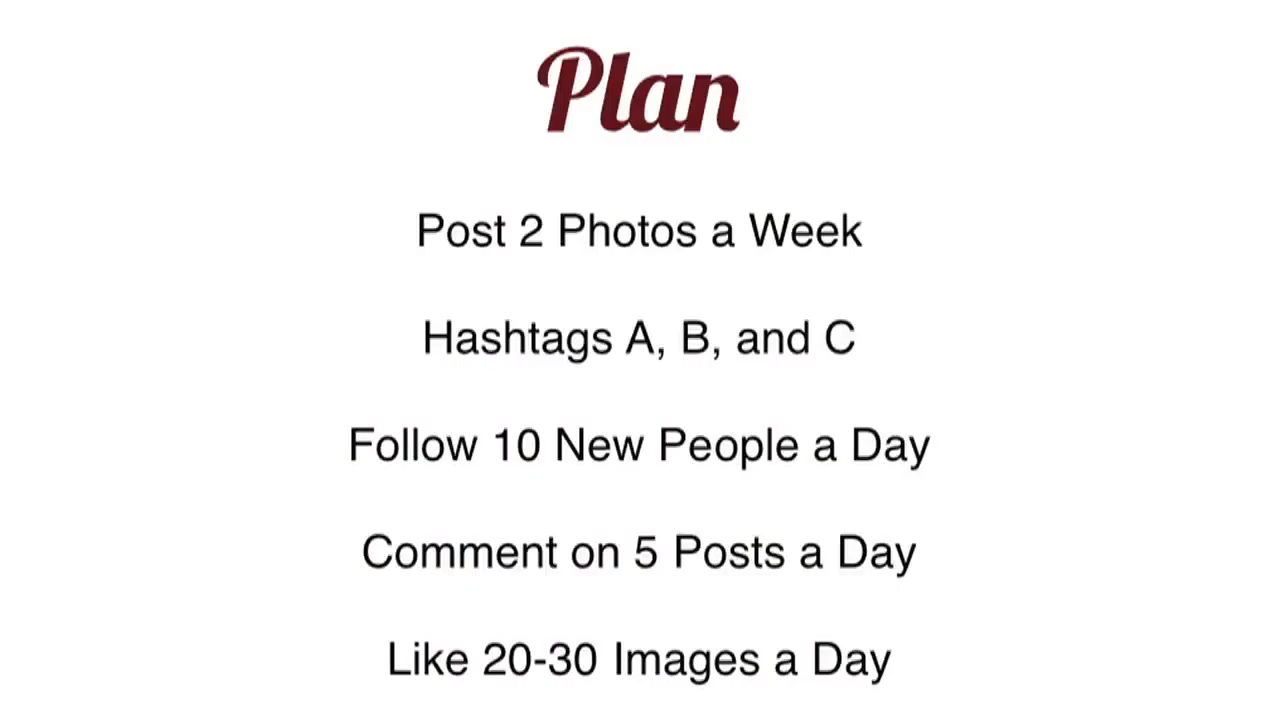 Plan
Post 2 Photos a Week
Hashtags A, B, and C
Follow 10 New People a Day
Comment on 5 Posts a Day
Like 20-30 Images a Day